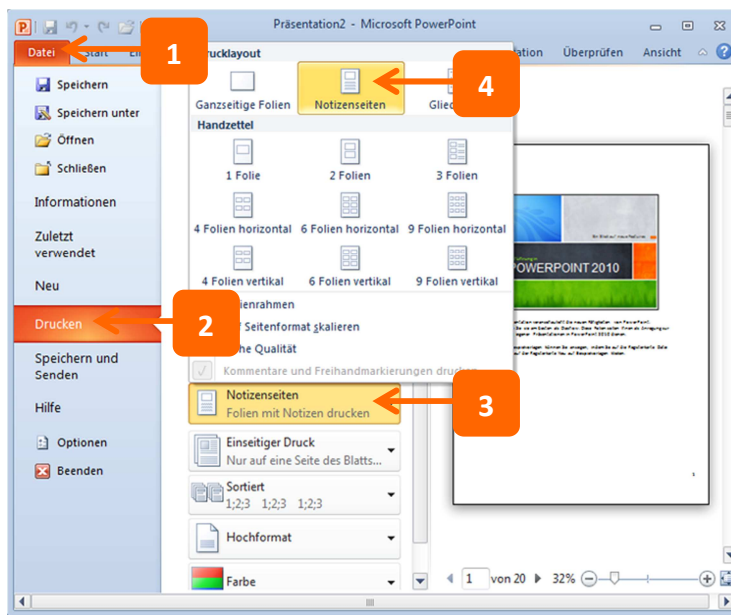 Präsentation2 - Microsoft PowerPoint
Datei
Start
Überprüfen
Ansicht
1
Drucklayout
4
Ganzseitige Folien
Notizenseiten
Handzettel
1 Folie
2 Folien
3 Folien
4 Folien horizontal
6 Folien horizontal
9 Folien horizontal
4 Folien vertikal
6 Folien vertikal
9 Folien vertikal
Seitenformat skalieren
Qualität
Kommentare und Freihandmarkierungen drucken
Speichern
Speichern unter
Öffnen
Schließen
Informationen
Zuletzt
verwendet
Neu
Drucken
2
Speichern und
Senden
Hilfe
Optionen
Beenden
Notizenseiten
Folien mit Notizen drucken
3
Einseitiger Druck
Nur auf eine Seite des Blatts...
Sortiert
1;2;3 1;2;3 1;2;3
Hochformat
Farbe
POWERPOINT 2010
1
1 von 20
32%